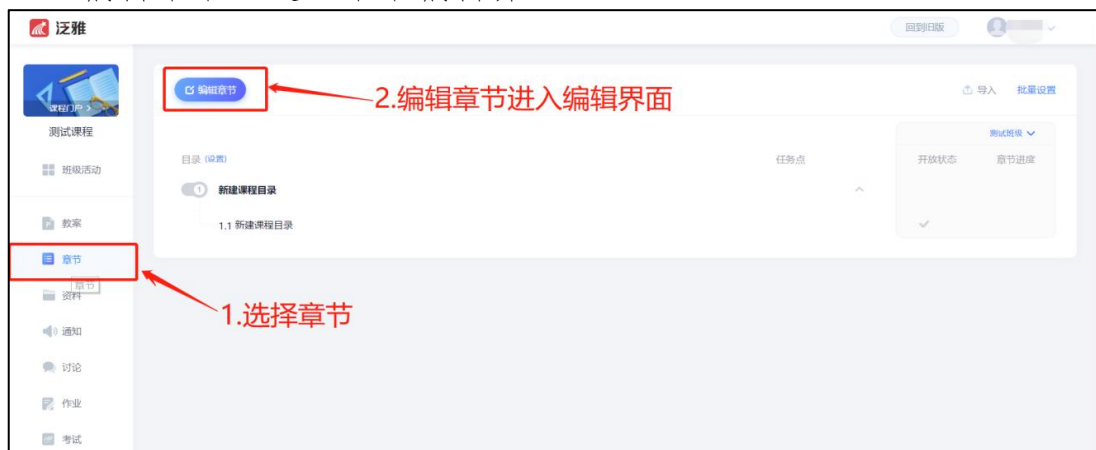 泛雅
回到旧版
课程门户 >
编辑章节
2.编辑章节进入编辑界面
导入 批量设置
测试课程
测试班级
目录 (设置) 任务点 开放状态 章节进度
班级活动
1 新建课程目录
教案
1.1 新建课程目录
章节
章节
资料
1.选择章节
通知
讨论
作业
考试